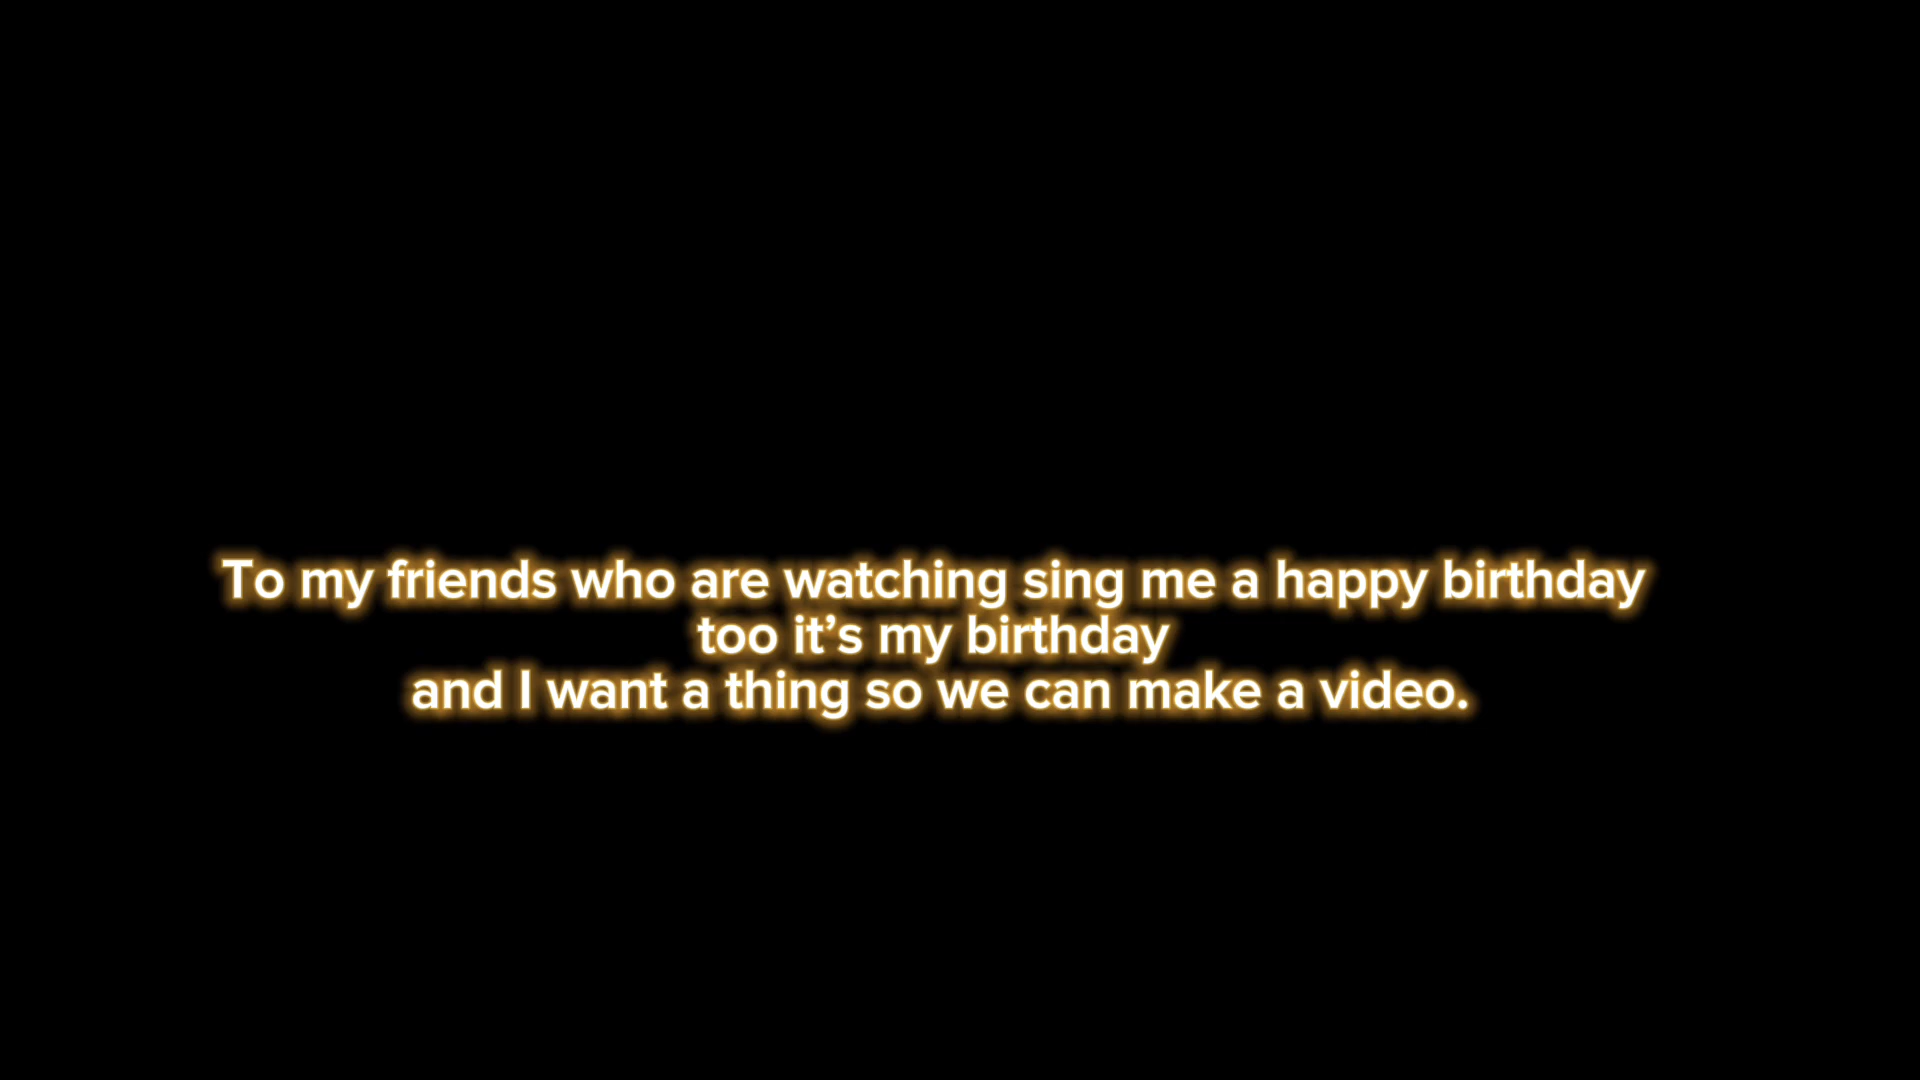 To my friends who are watching sing me a happy birthday
too it’s my birthday
and I want a thing so we can make a video.